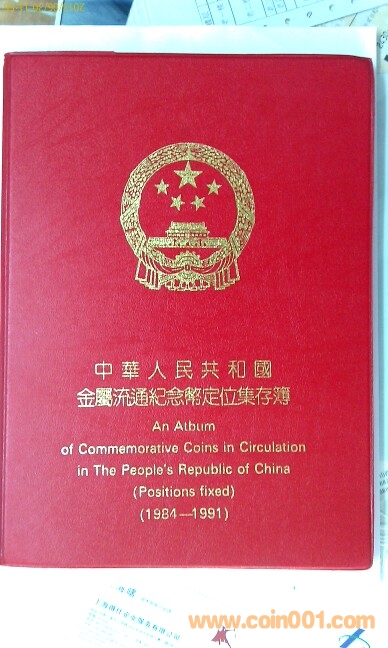 中華人民共和國
金屬流通紀念幣定位集存簿
An Atbum
of Commemorative Coins in Circulation
in The People's Republic of China
(Positions fixed)
(1984—1991)
www.coin001.com